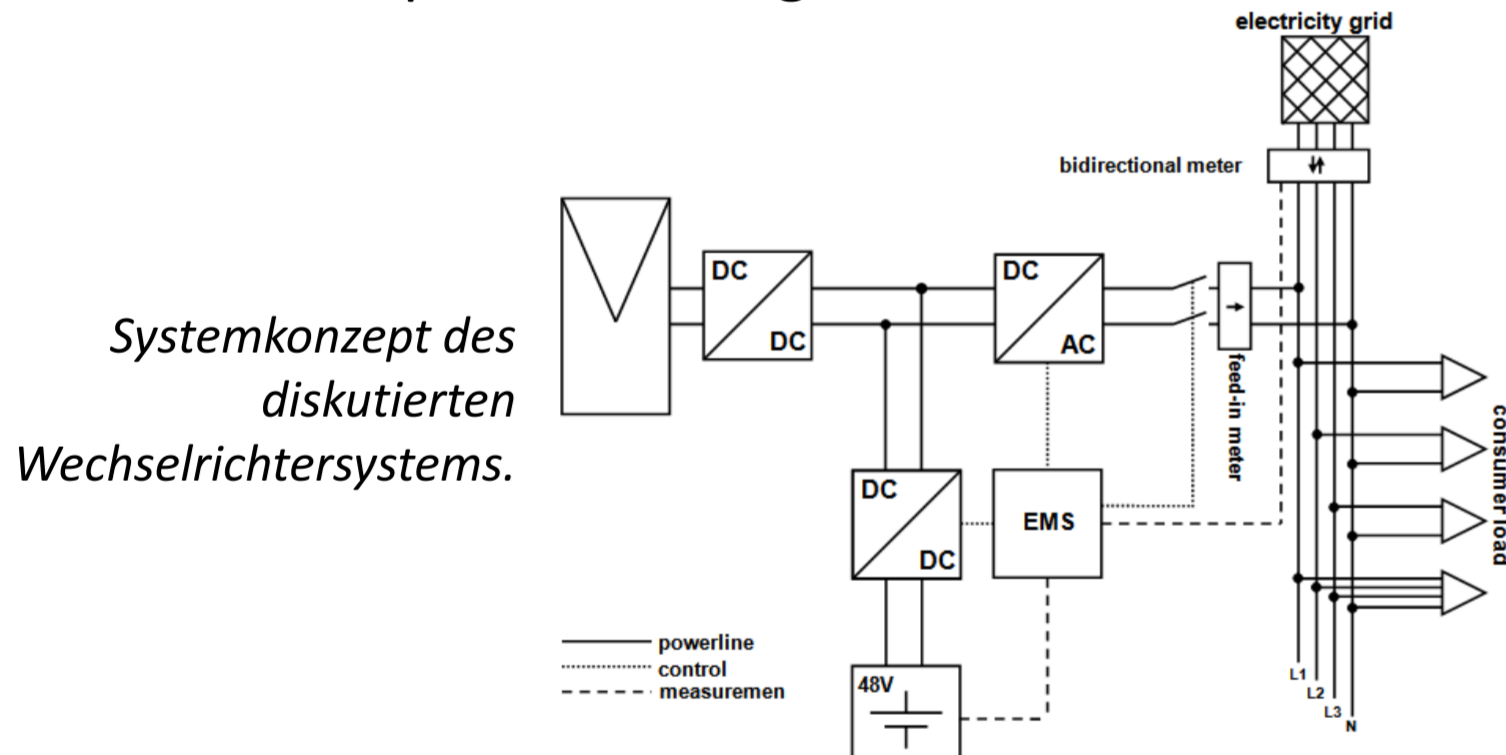 electricity grid
bidirectional meter
DC
DC
DC
AC
feed-in meter
Systemkonzept des
diskutierten
Wechselrichtersystems.
consumer load
DC
DC
EMS
powerline
control
measuremen
48V
L1
L2
L3
N